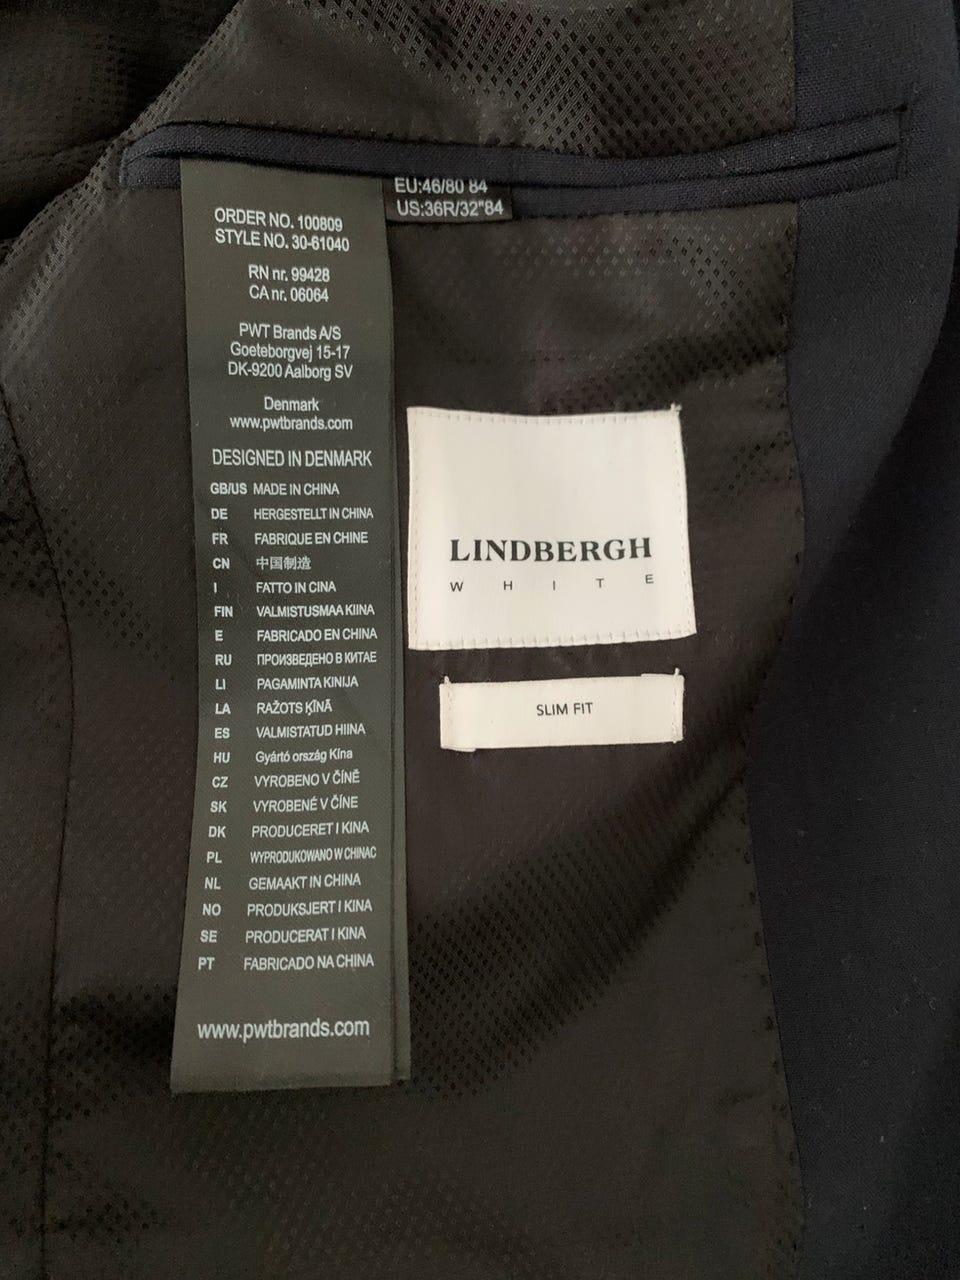 EU:46/80 84
US:36R/32"84
ORDER NO. 100809
STYLE NO. 30-61040
RN nr. 99428
CA nr. 06064
PWT Brands A/S
Goeteborgvej 15-17
DK-9200 Aalborg SV
Denmark
www.pwtbrands.com
DESIGNED IN DENMARK
GB/US MADE IN CHINA
DE HERGESTELLT IN CHINA
FR FABRIQUE EN CHINE
CN 中国制造
I FATTO IN CINA
FIN VALMISTUSMAA KIINA
E FABRICADO EN CHINA
RU ПРОИЗВЕДЕНО В КИТАЕ
LI PAGAMINTA KINIJA
LA RAŽOTS ĶĪNĀ
ES VALMISTATUD HIINA
HU Gyártó ország Kína
CZ VYROBENO V ČÍNĚ
SK VYROBENÉ V ČÍNE
DK PRODUCERET I KINA
PL WYPRODUKOWANO W CHINAC
NL GEMAAKT IN CHINA
NO PRODUKSJERT I KINA
SE PRODUCERAT I KINA
PT FABRICADO NA CHINA
www.pwtbrands.com
LINDBERGH
WHITE
SLIM FIT